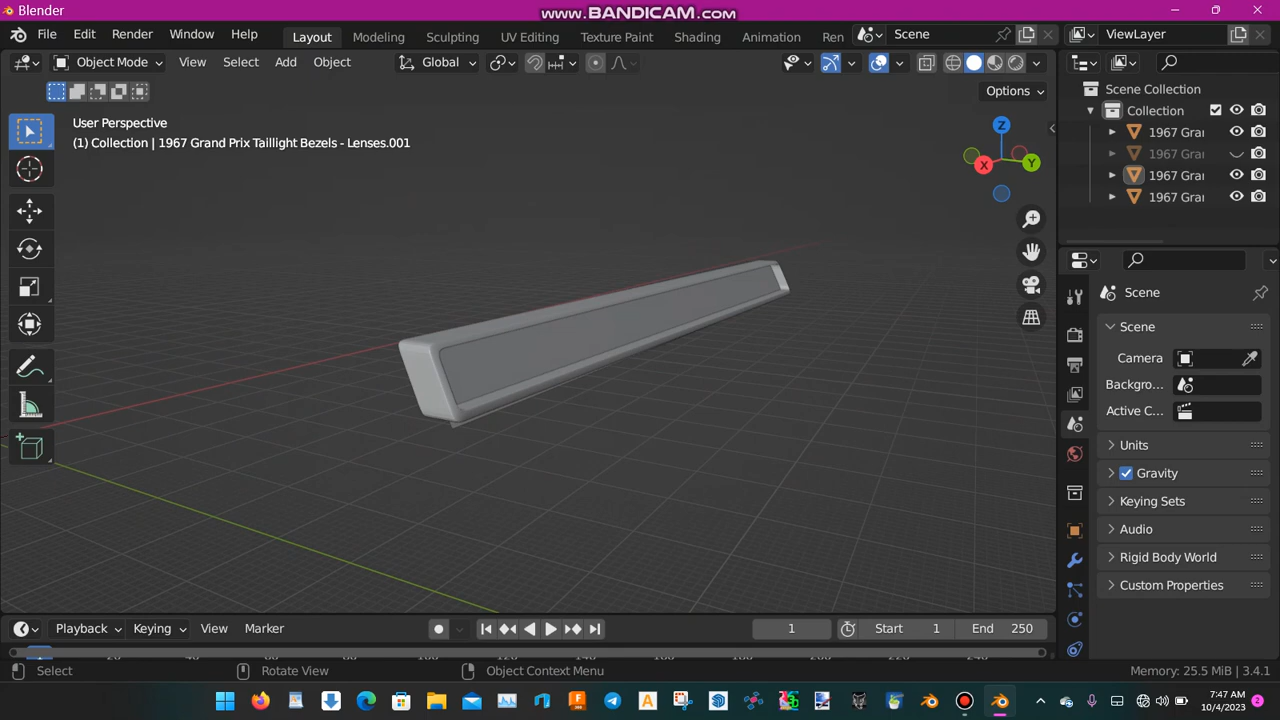 www.BANDICAM.com
Blender
File Edit Render Window Help
Layout Modeling Sculpting UV Editing Texture Paint Shading Animation Ren
Scene
ViewLayer
Object Mode View Select Add Object
Global
Options
User Perspective
(1) Collection | 1967 Grand Prix Taillight Bezels - Lenses.001
Z
X
Y
Scene Collection
Collection
1967 Gra
1967 Gra
1967 Gra
1967 Gra
Scene
Scene
Camera
Backgro...
Active C...
Units
Gravity
Keying Sets
Audio
Rigid Body World
Custom Properties
Playback Keying View Marker
1
Start 1
End 250
Select
Rotate View
Object Context Menu
Memory: 25.5 MiB | 3.4.1
7:47 AM
10/4/2023
2